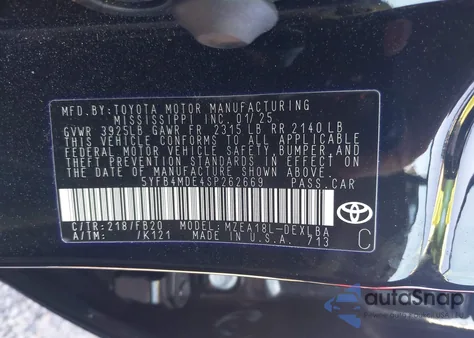 MFD.BY:TOYOTA MOTOR MANUFACTURING
MISSISSIPPI INC. 01/25
GVWR 3925LB GAWR FR 2315 LB RR 2140 LB
THIS VEHICLE CONFORMS TO ALL APPLICABLE
FEDERAL MOTOR VEHICLE SAFETY, BUMPER AND
THEFT PREVENTION STANDARDS IN EFFECT ON
THE DATE OF MANUFACTURE SHOWN ABOVE.
5YFB4MDE4SP262669 PASS.CAR
C/TR:218/FB20 MODEL:MZEA18L-DEXLBA
A/TM: /K121 MADE IN U.S.A. 713
C
autoSnap